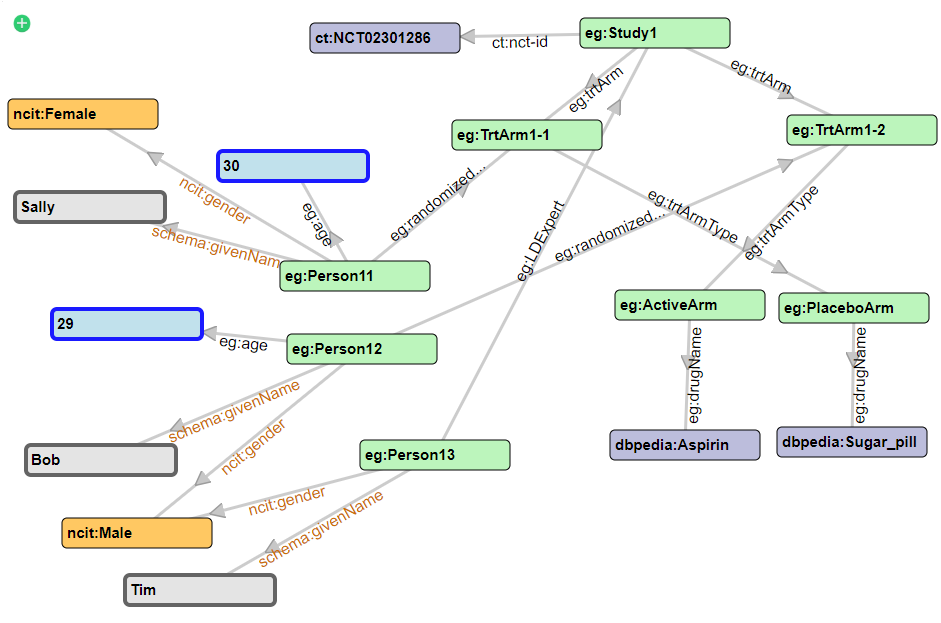 ct:NCT02301286
eg:Study1
ct:nct-id
eg:trtArm
eg:trtArm
ncit:Female
eg:TrtArm1-1
eg:TrtArm1-2
30
ncit:gender
eg:randomized...
eg:trtArmType
eg:trtArmType
Sally
eg:age
schema:givenNam
eg:LDExpert
eg:randomized...
eg:Person11
eg:ActiveArm
eg:PlaceboArm
29
eg:age
eg:Person12
eg:drugName
eg:drugName
schema:givenName
ncit:gender
Bob
eg:Person13
dbpedia:Aspirin
dbpedia:Sugar_pill
ncit:gender
ncit:Male
schema:givenName
Tim